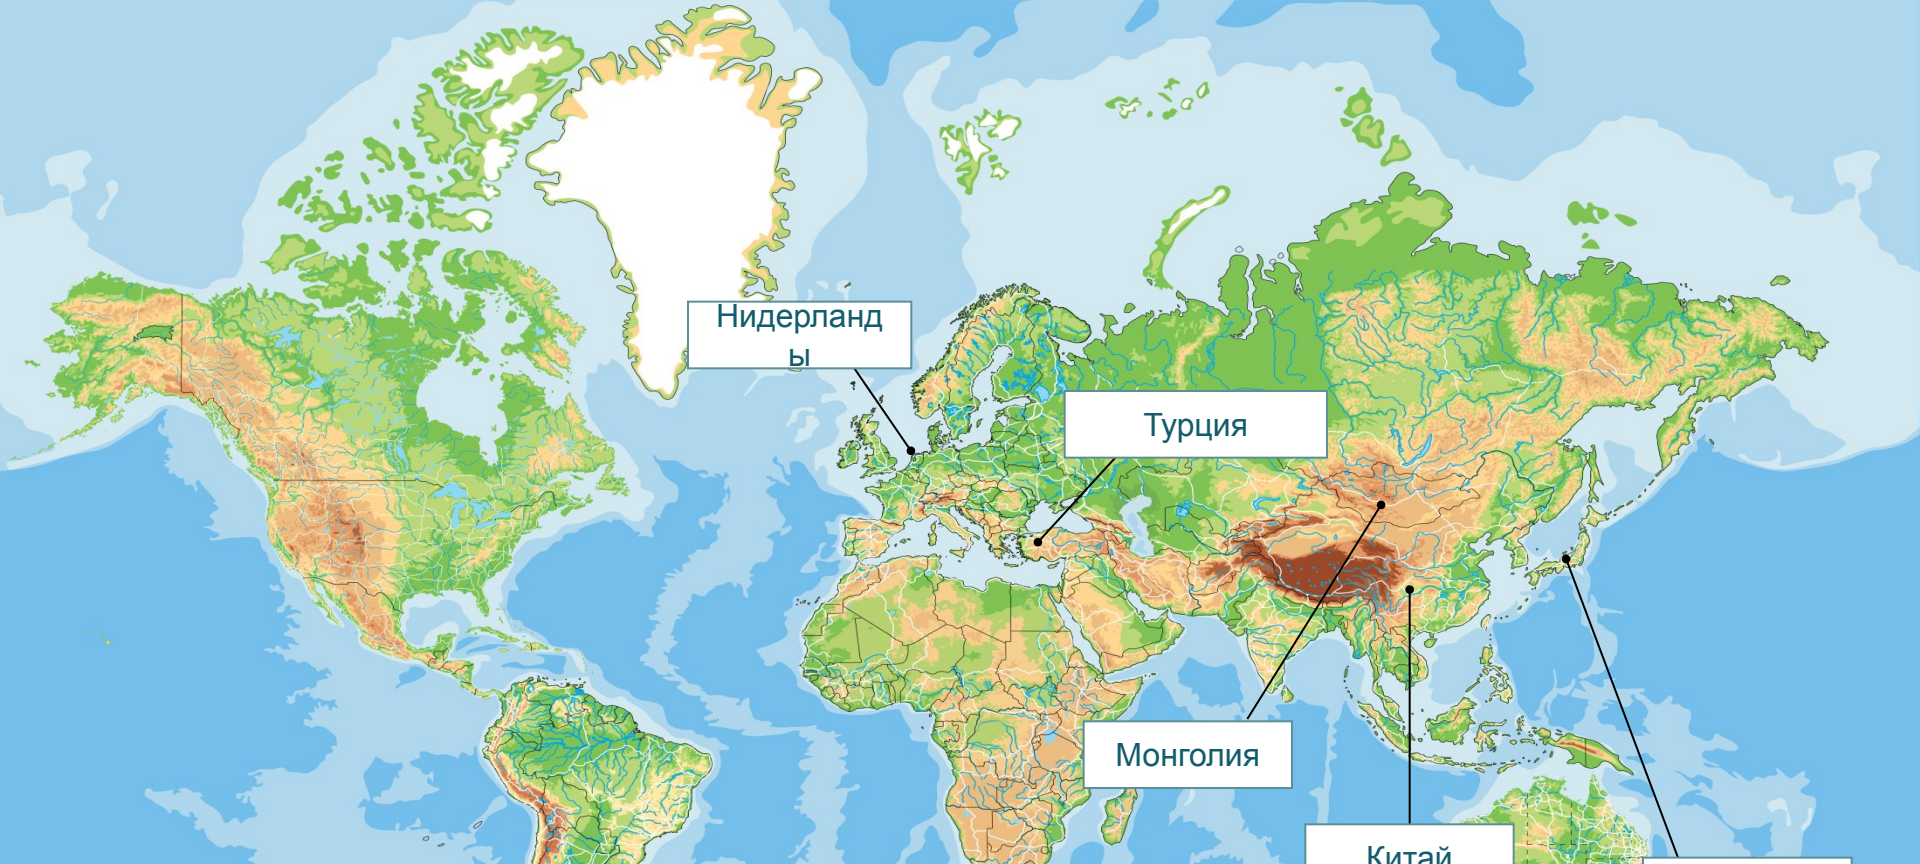 Нидерланд
ы
Турция
Монголия
Китай